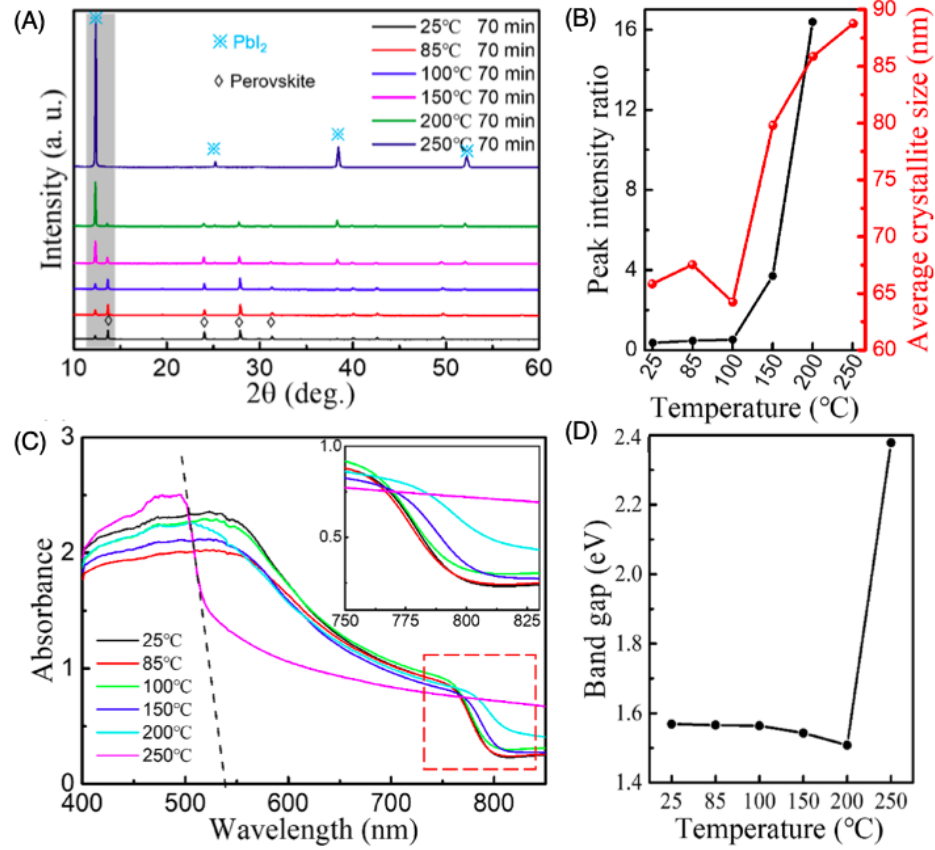 (A)
PbI₂
Perovskite
25℃ 70 min
85℃ 70 min
100℃ 70 min
150℃ 70 min
200℃ 70 min
250℃ 70 min
Intensity (a. u.)
10 20 30 40 50 60
2θ (deg.)
(B)
16
12
8
4
0
Peak intensity ratio
90
85
80
75
70
65
60
Average crystallite size (nm)
25 85 100 150 200 250
Temperature (℃)
(C)
3
2
1
0
Absorbance
25℃
85℃
100℃
150℃
200℃
250℃
1.0
0.5
750 775 800 825
400 500 600 700 800
Wavelength (nm)
(D)
2.4
2.2
2.0
1.8
1.6
1.4
Band gap (eV)
25 85 100 150 200 250
Temperature (℃)